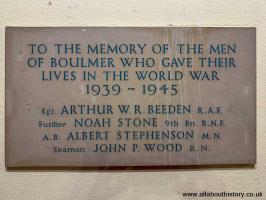 TO THE MEMORY OF THE MEN
OF BOULMER WHO GAVE THEIR
LIVES IN THE WORLD WAR
1939 - 1945
Sgt. ARTHUR W. R. BEEDEN R.A.F.
Fusilier NOAH STONE 9th Bn. R.N.F.
A.B. ALBERT STEPHENSON M.N.
Seaman JOHN P. WOOD R.N.
www.allabouthistory.co.uk